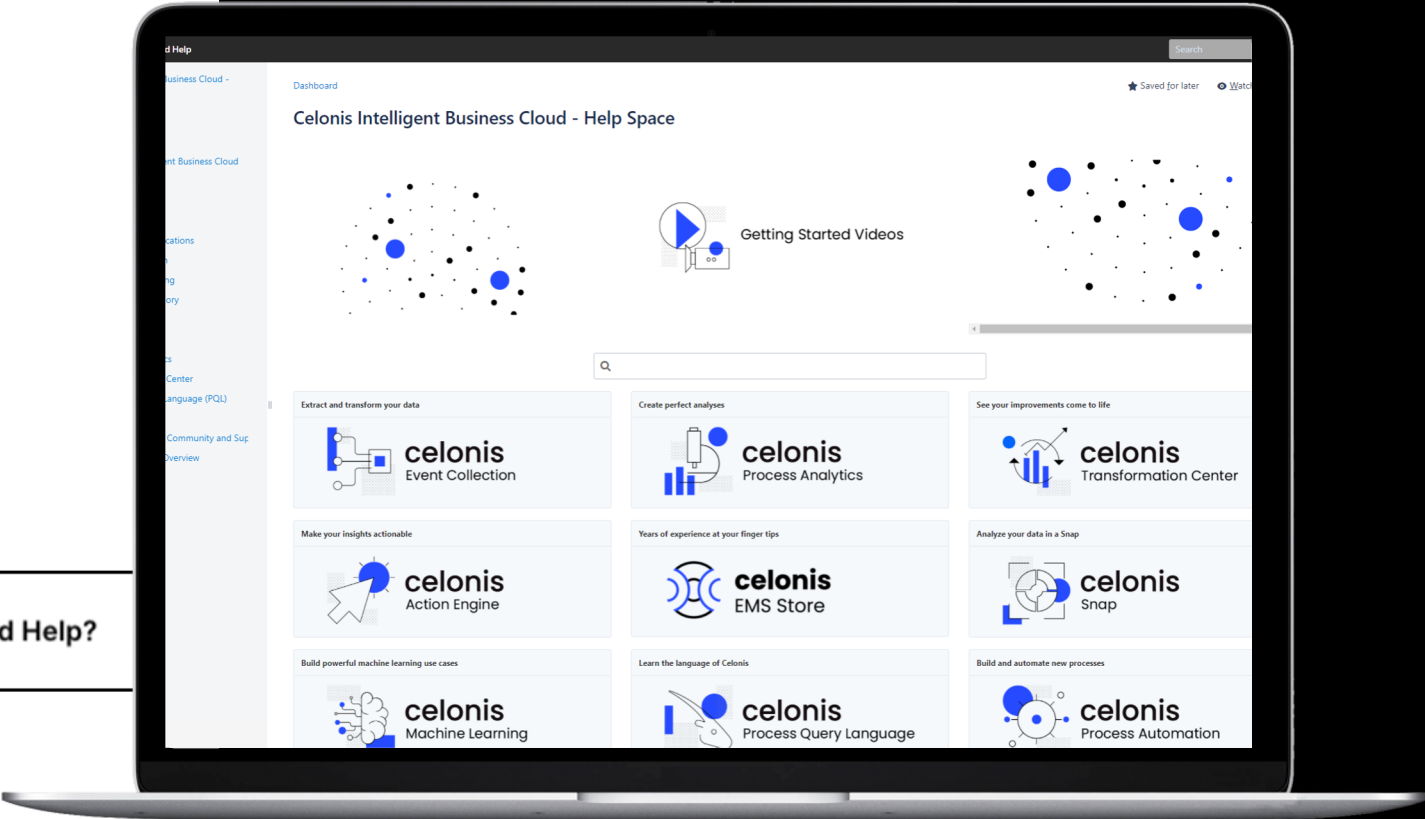 d Help
Search
Business Cloud -
Dashboard
Saved for later
Watch
Celonis Intelligent Business Cloud - Help Space
ent Business Cloud
Getting Started Videos
cations
n
ng
ory
cs
Center
Language (PQL)
Community and Sup
Overview
Extract and transform your data
celonis
Event Collection
Create perfect analyses
celonis
Process Analytics
See your improvements come to life
celonis
Transformation Center
Make your insights actionable
celonis
Action Engine
Years of experience at your finger tips
celonis
EMS Store
Analyze your data in a Snap
celonis
Snap
d Help?
Build powerful machine learning use cases
celonis
Machine Learning
Learn the language of Celonis
celonis
Process Query Language
Build and automate new processes
celonis
Process Automation